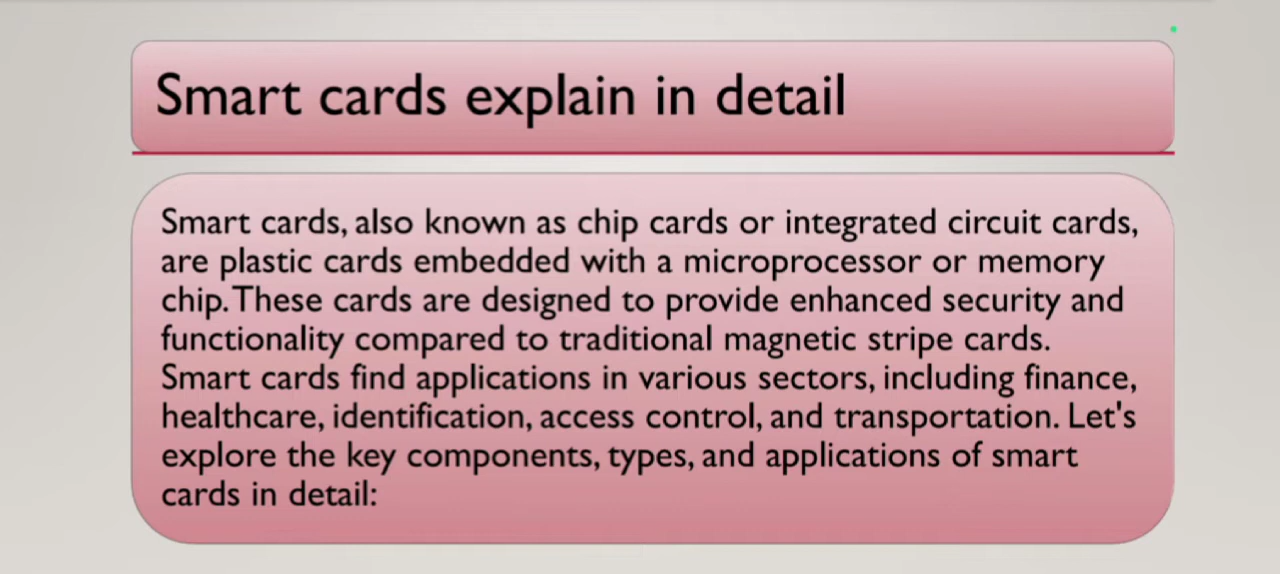 Smart cards explain in detail
Smart cards, also known as chip cards or integrated circuit cards,
are plastic cards embedded with a microprocessor or memory
chip. These cards are designed to provide enhanced security and
functionality compared to traditional magnetic stripe cards.
Smart cards find applications in various sectors, including finance,
healthcare, identification, access control, and transportation. Let's
explore the key components, types, and applications of smart
cards in detail: